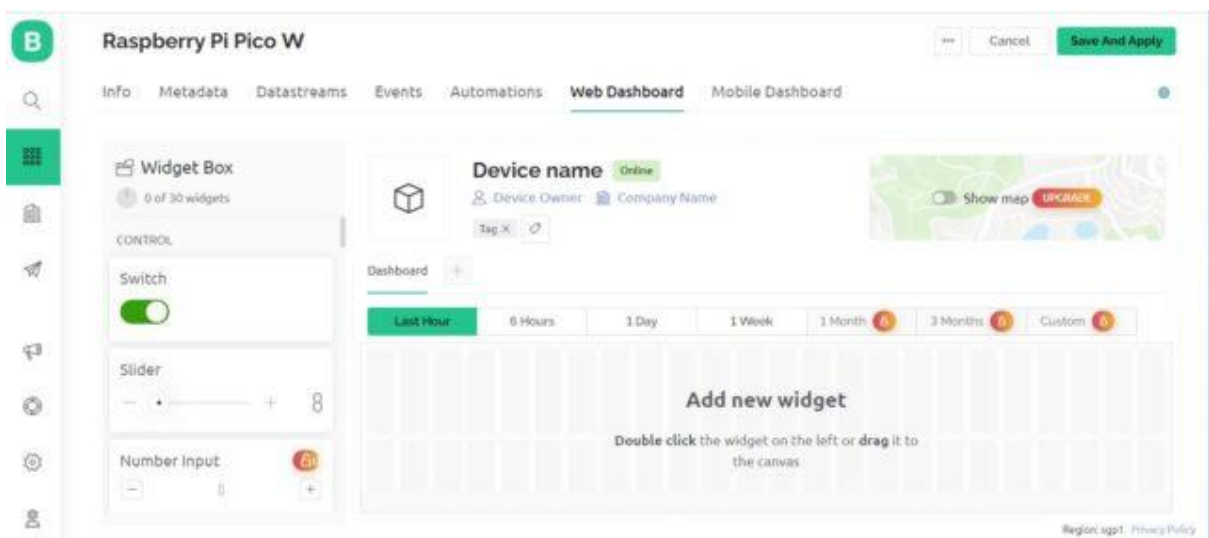 B
Raspberry Pi Pico W
Cancel
Save And Apply
Info Metadata Datastreams Events Automations Web Dashboard Mobile Dashboard
Widget Box
0 of 30 widgets
CONTROL
Switch
Slider
8
Number Input
0
Device name Online
Device Owner Company Name
Tag X
Show map UPGRADE
Dashboard
Last Hour 6 Hours 1 Day 1 Week 1 Month 3 Months Custom
Add new widget
Double click the widget on the left or drag it to
the canvas
Region: sgp1 Privacy Policy